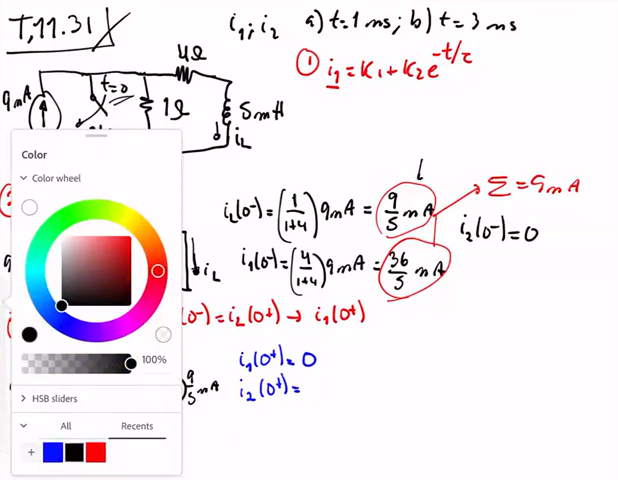 T, 11.31
i₁; i₂ a) t=1 ms; b) t=3 ms
① i₁=K₁+K₂e^(-t/τ)
4Ω
9mA
t=0
1Ω
5mH
iL
Color
Color wheel
100%
HSB sliders
All
Recents
iL(0-)=(1/(1+4)) 9mA = 9/5 mA
Σ=9mA
i₂(0-)=0
i₁(0-)=(4/(1+4)) 9mA = 36/5 mA
iL
(0-)=iL(0+) → i₁(0+)
i₁(0+)=0
9/5 mA
i₂(0+)=